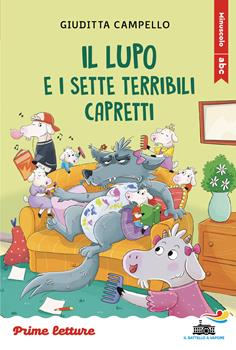 GIUDITTA CAMPELLO
IL LUPO
E I SETTE TERRIBILI
CAPRETTI
Minuscolo
abc
Prime letture
IL BATTELLO A VAPORE